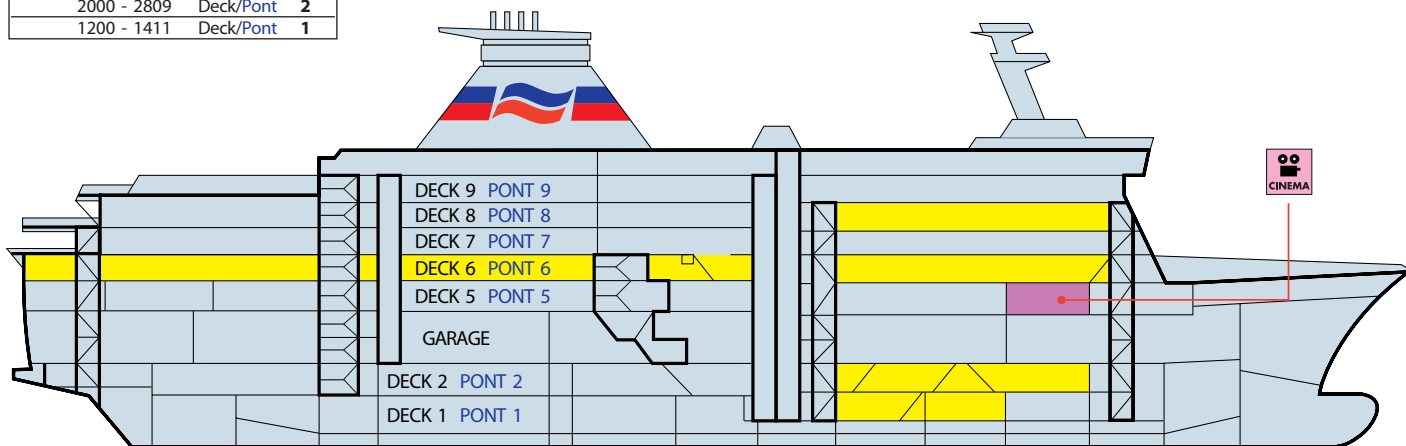 2000 - 2809 Deck/Pont 2
1200 - 1411 Deck/Pont 1
CINEMA
DECK 9 PONT 9
DECK 8 PONT 8
DECK 7 PONT 7
DECK 6 PONT 6
DECK 5 PONT 5
GARAGE
DECK 2 PONT 2
DECK 1 PONT 1